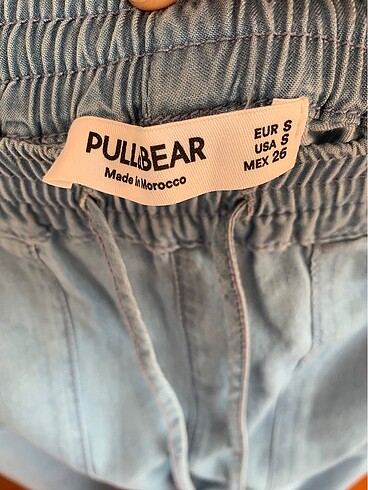 PULL&BEAR
Made in Morocco
EUR S
USA S
MEX 26